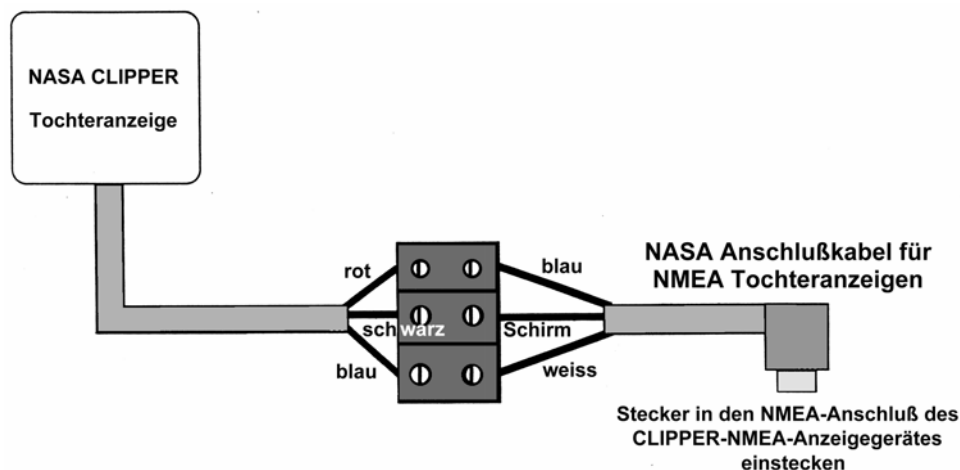 NASA CLIPPER
Tochteranzeige
rot
schwarz
blau
blau
Schirm
weiss
NASA Anschlußkabel für
NMEA Tochteranzeigen
Stecker in den NMEA-Anschluß des
CLIPPER-NMEA-Anzeigegerätes
einstecken